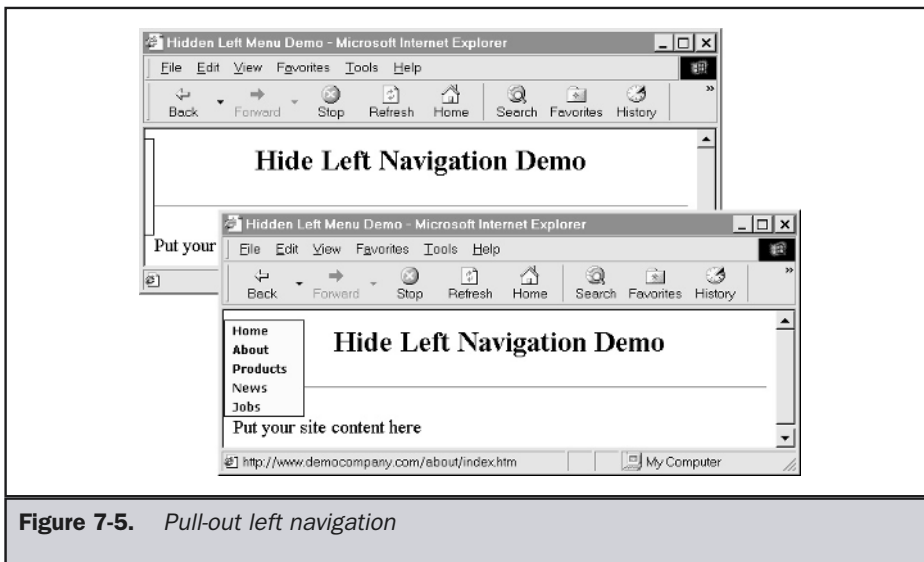 Hidden Left Menu Demo - Microsoft Internet Explorer
File Edit View Favorites Tools Help
Back Forward Stop Refresh Home Search Favorites History »
Hide Left Navigation Demo
Put your
Hidden Left Menu Demo - Microsoft Internet Explorer
File Edit View Favorites Tools Help
Back Forward Stop Refresh Home Search Favorites History »
Home
About
Products
News
Jobs
Hide Left Navigation Demo
Put your site content here
http://www.democompany.com/about/index.htm My Computer
Figure 7-5. Pull-out left navigation